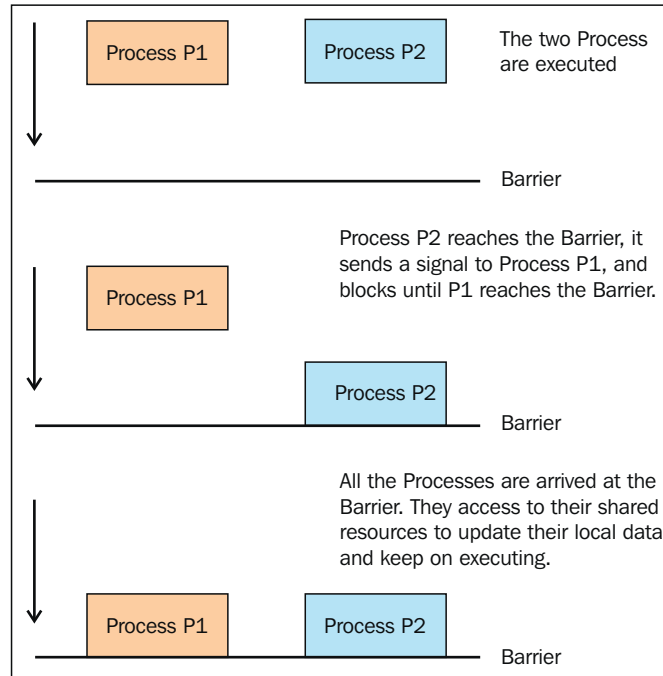 Process P1
Process P2
The two Process
are executed
Barrier
Process P2 reaches the Barrier, it
sends a signal to Process P1, and
blocks until P1 reaches the Barrier.
Process P1
Process P2
Barrier
All the Processes are arrived at the
Barrier. They access to their shared
resources to update their local data
and keep on executing.
Process P1
Process P2
Barrier